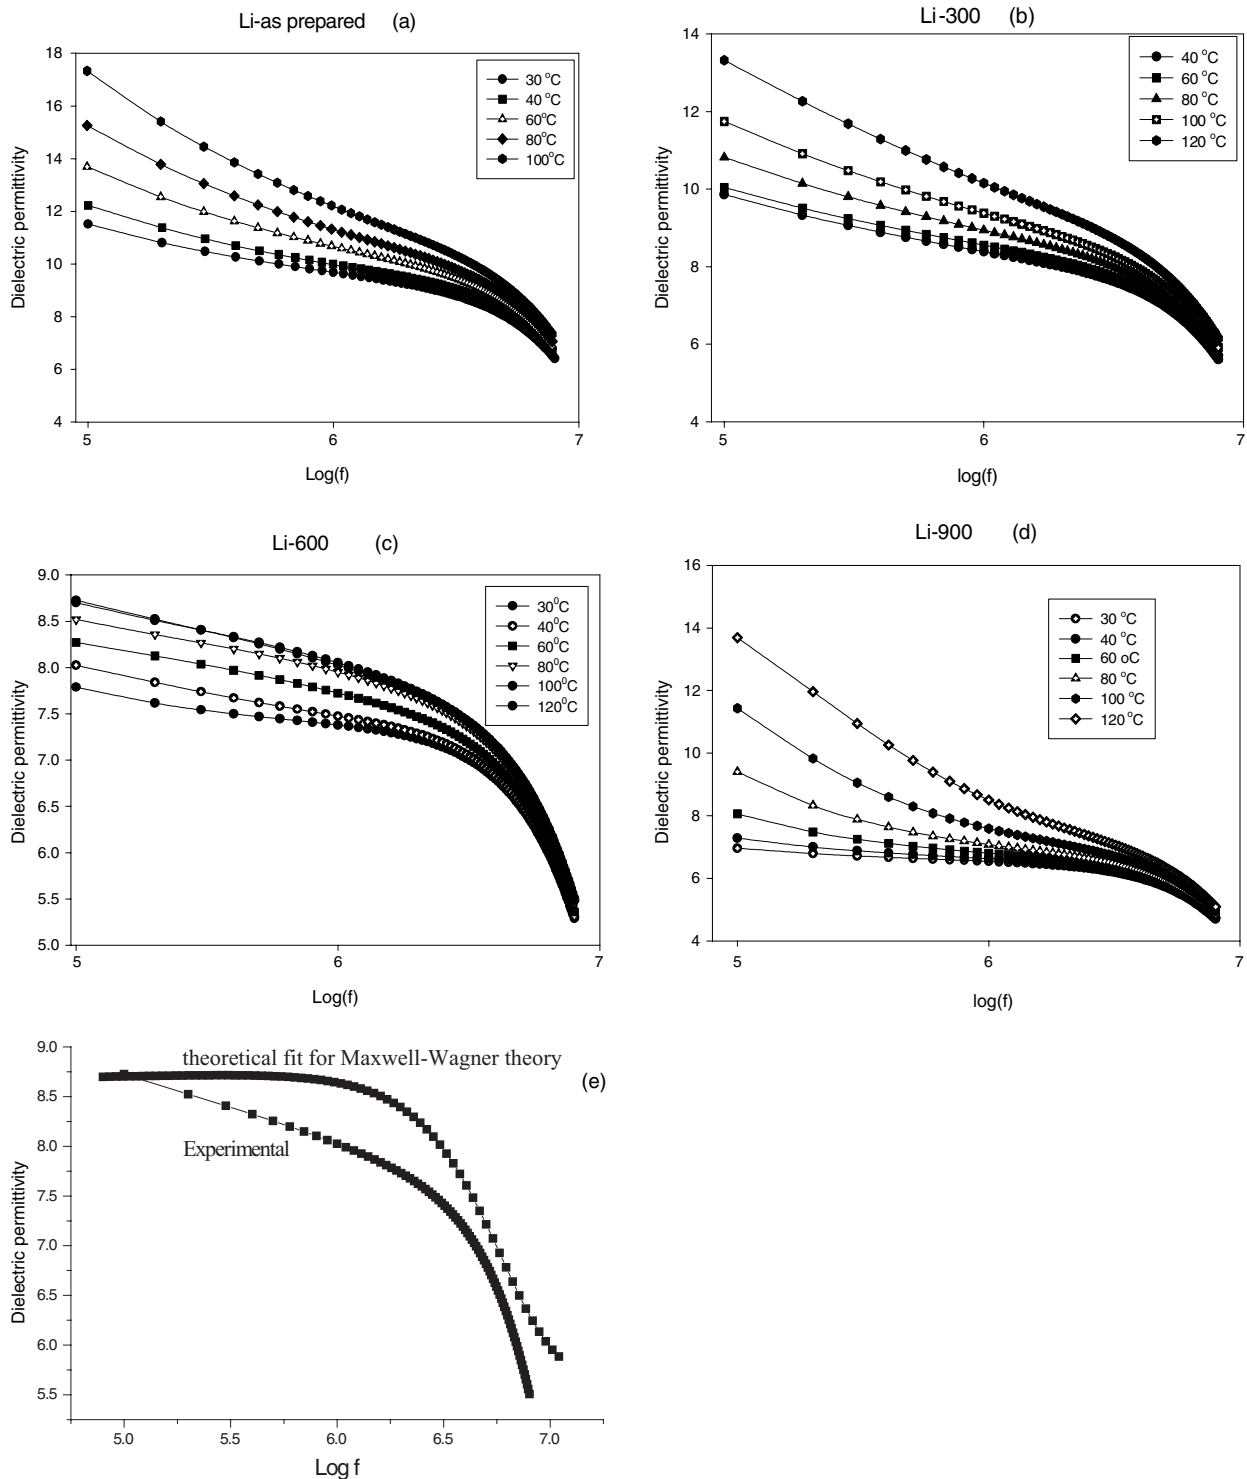 Li-as prepared (a)
18
16
14
12
10
8
6
4
Dielectric permittivity
30 °C
40 °C
60°C
80°C
100°C
5 6 7
Log(f)
Li-300 (b)
14
12
10
8
6
4
Dielectric permittivity
40 °C
60 °C
80 °C
100 °C
120 °C
5 6 7
log(f)
Li-600 (c)
9.0
8.5
8.0
7.5
7.0
6.5
6.0
5.5
5.0
Dielectric permittivity
30⁰C
40⁰C
60⁰C
80⁰C
100⁰C
120⁰C
5 6 7
Log(f)
Li-900 (d)
16
14
12
10
8
6
4
Dielectric permittivity
30 °C
40 °C
60 oC
80 °C
100 °C
120 °C
5 6 7
log(f)
theoretical fit for Maxwell-Wagner theory
(e)
Experimental
9.0
8.5
8.0
7.5
7.0
6.5
6.0
5.5
Dielectric permittivity
5.0 5.5 6.0 6.5 7.0
Log f